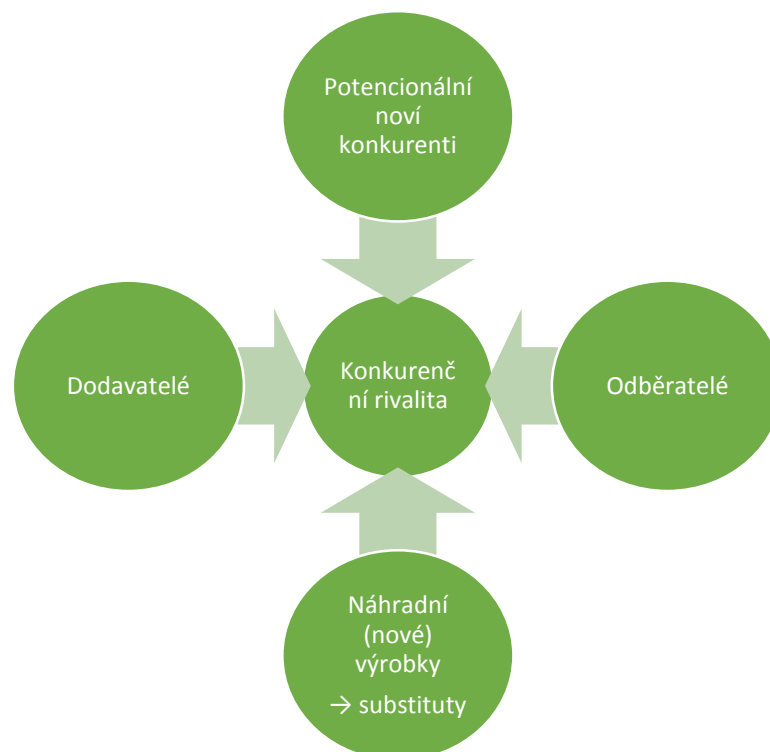 Potencionální
noví
konkurenti
Dodavatelé
Konkurenč
ní rivalita
Odběratelé
Náhradní
(nové)
výrobky
→ substituty